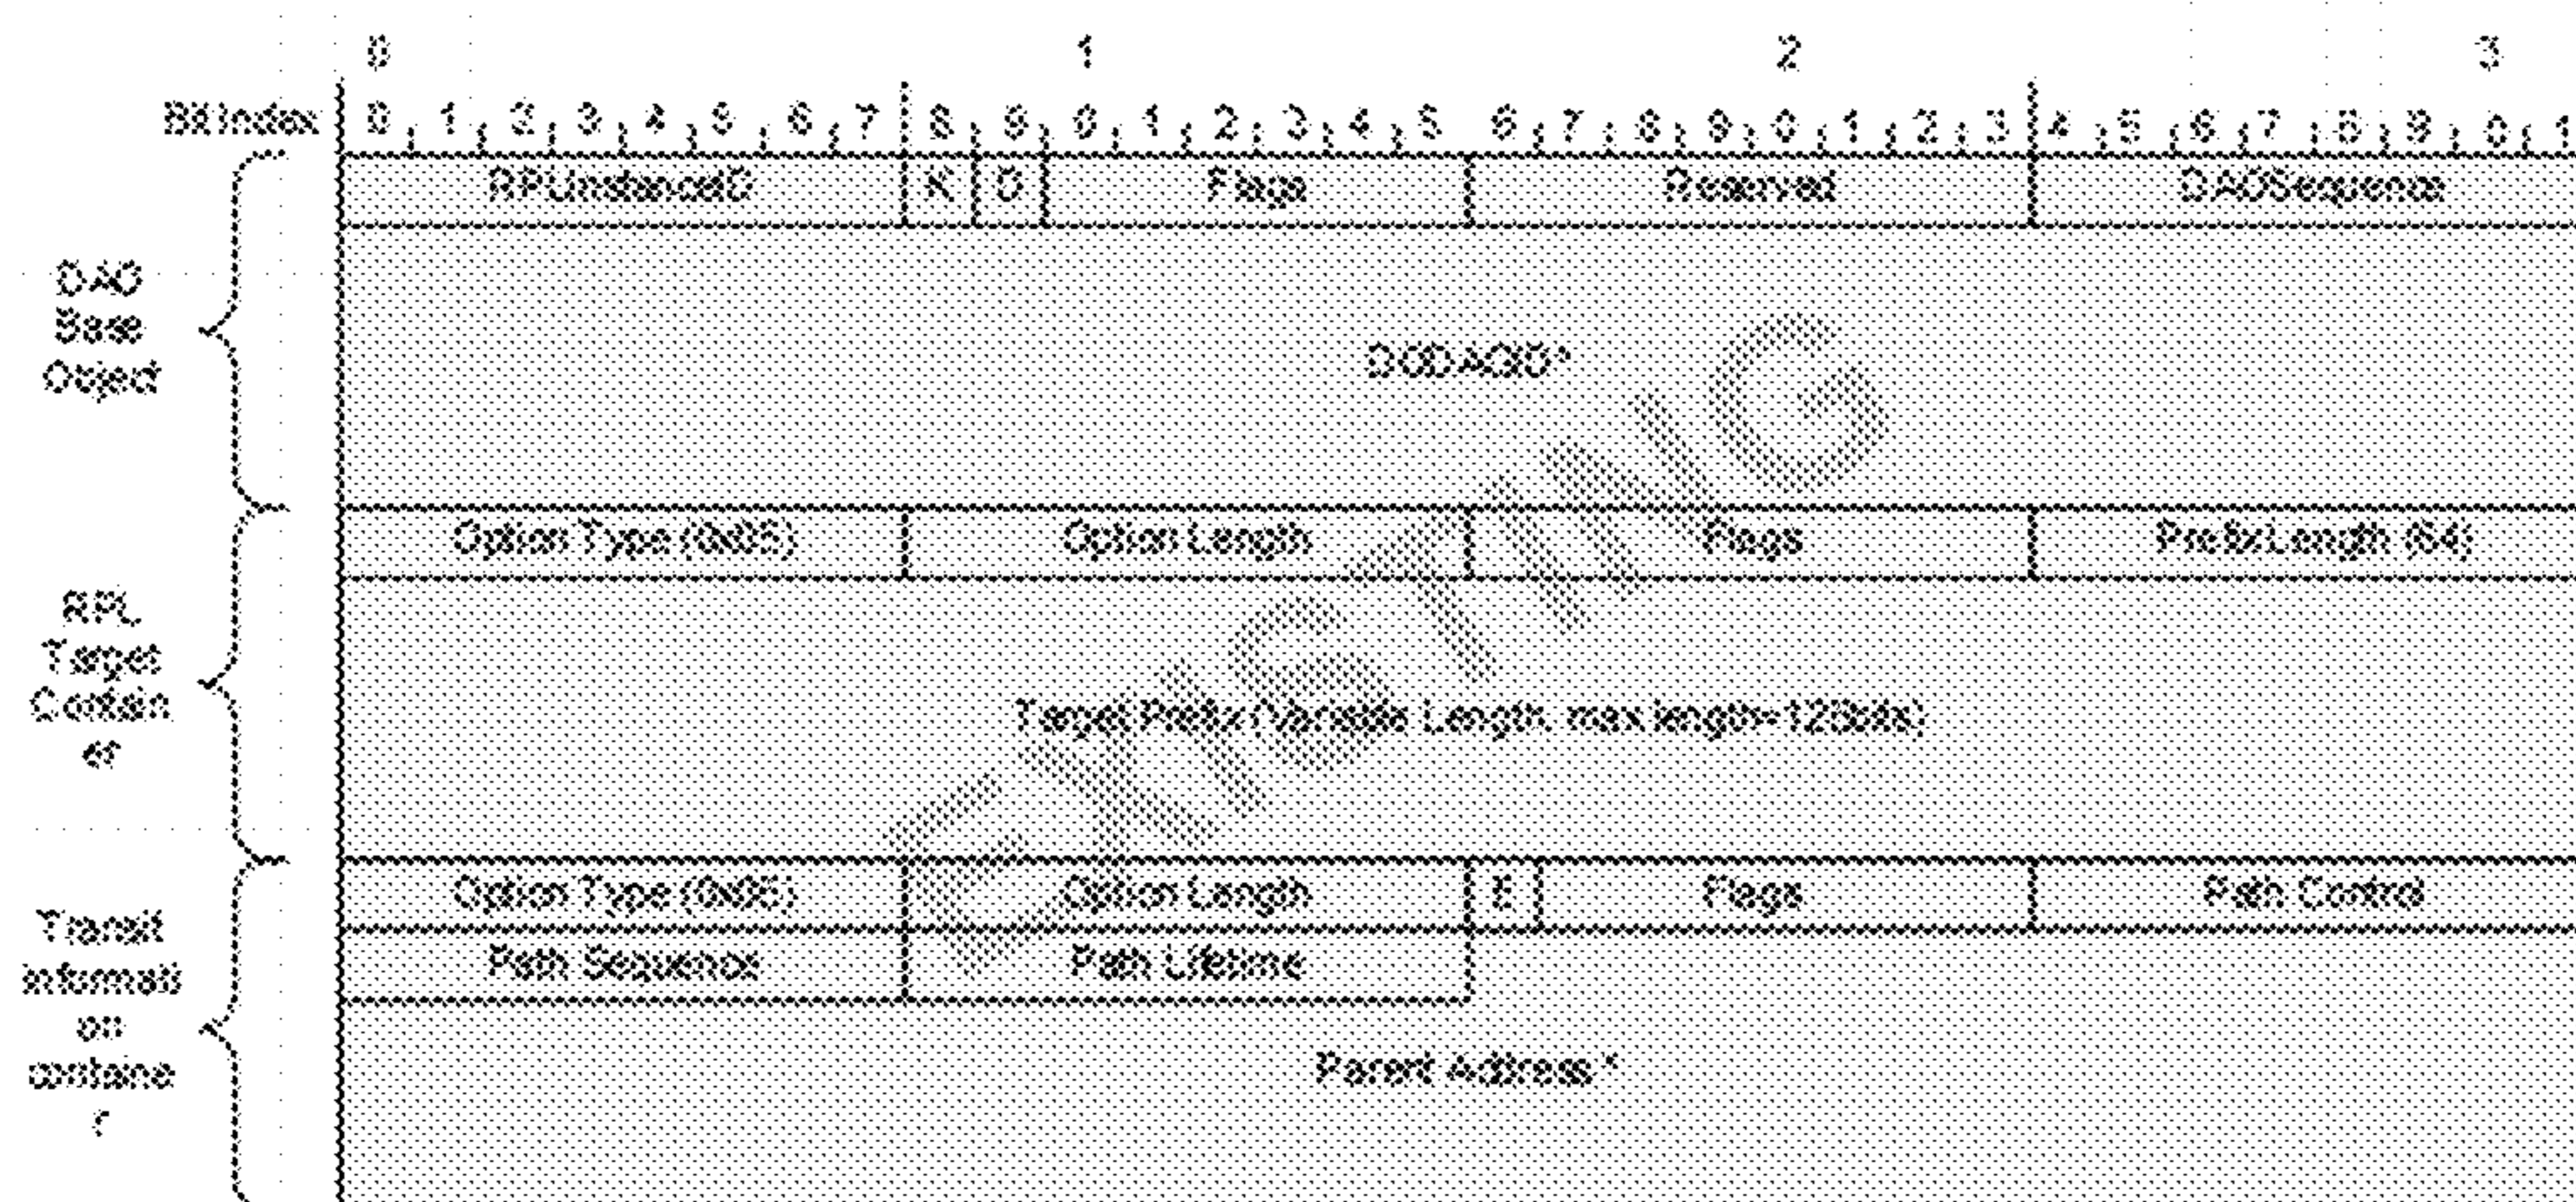 0 1 2 3
Bit Index 0 1 2 3 4 5 6 7 8 9 0 1 2 3 4 5 6 7 8 9 0 1 2 3 4 5 6 7 8 9 0 1
RPLInstanceID K D Flags Reserved DAOSequence
DAO
Base
Object
DODAGID*
Option Type (0x05) Option Length Flags Prefix Length (64)
RPL
Target
Contain
er
Target Prefix (Variable Length, max length=128bits)
Option Type (0x06) Option Length E Flags Path Control
Path Sequence Path Lifetime
Transit
informati
on
containe
r
Parent Address*